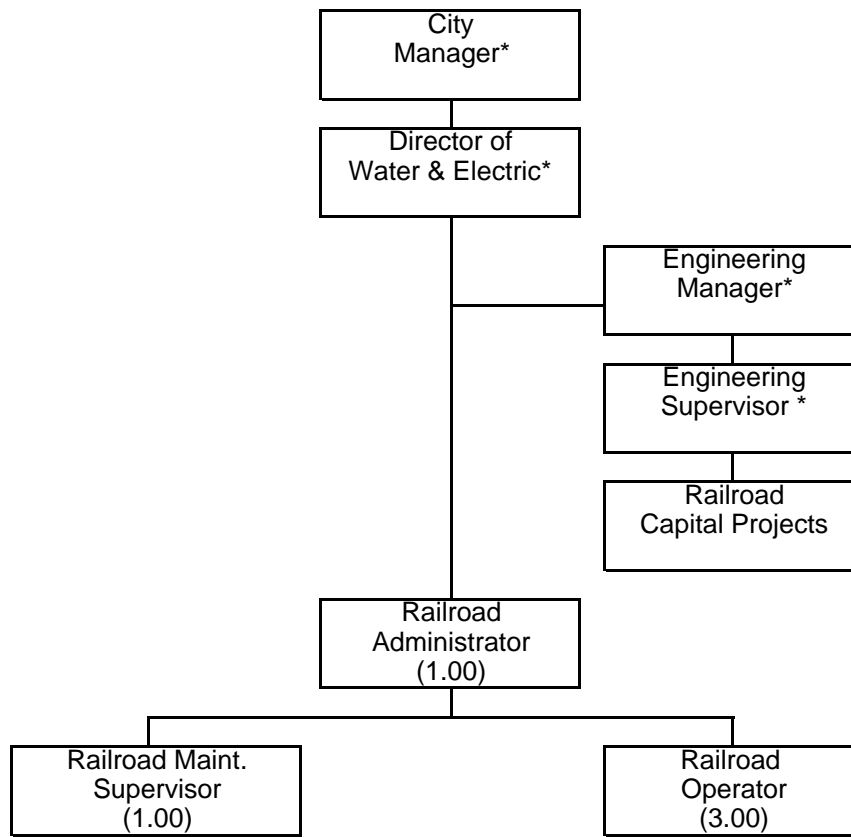 City
Manager*
Director of
Water & Electric*
Engineering
Manager*
Engineering
Supervisor *
Railroad
Capital Projects
Railroad
Administrator
(1.00)
Railroad Maint.
Supervisor
(1.00)
Railroad
Operator
(3.00)